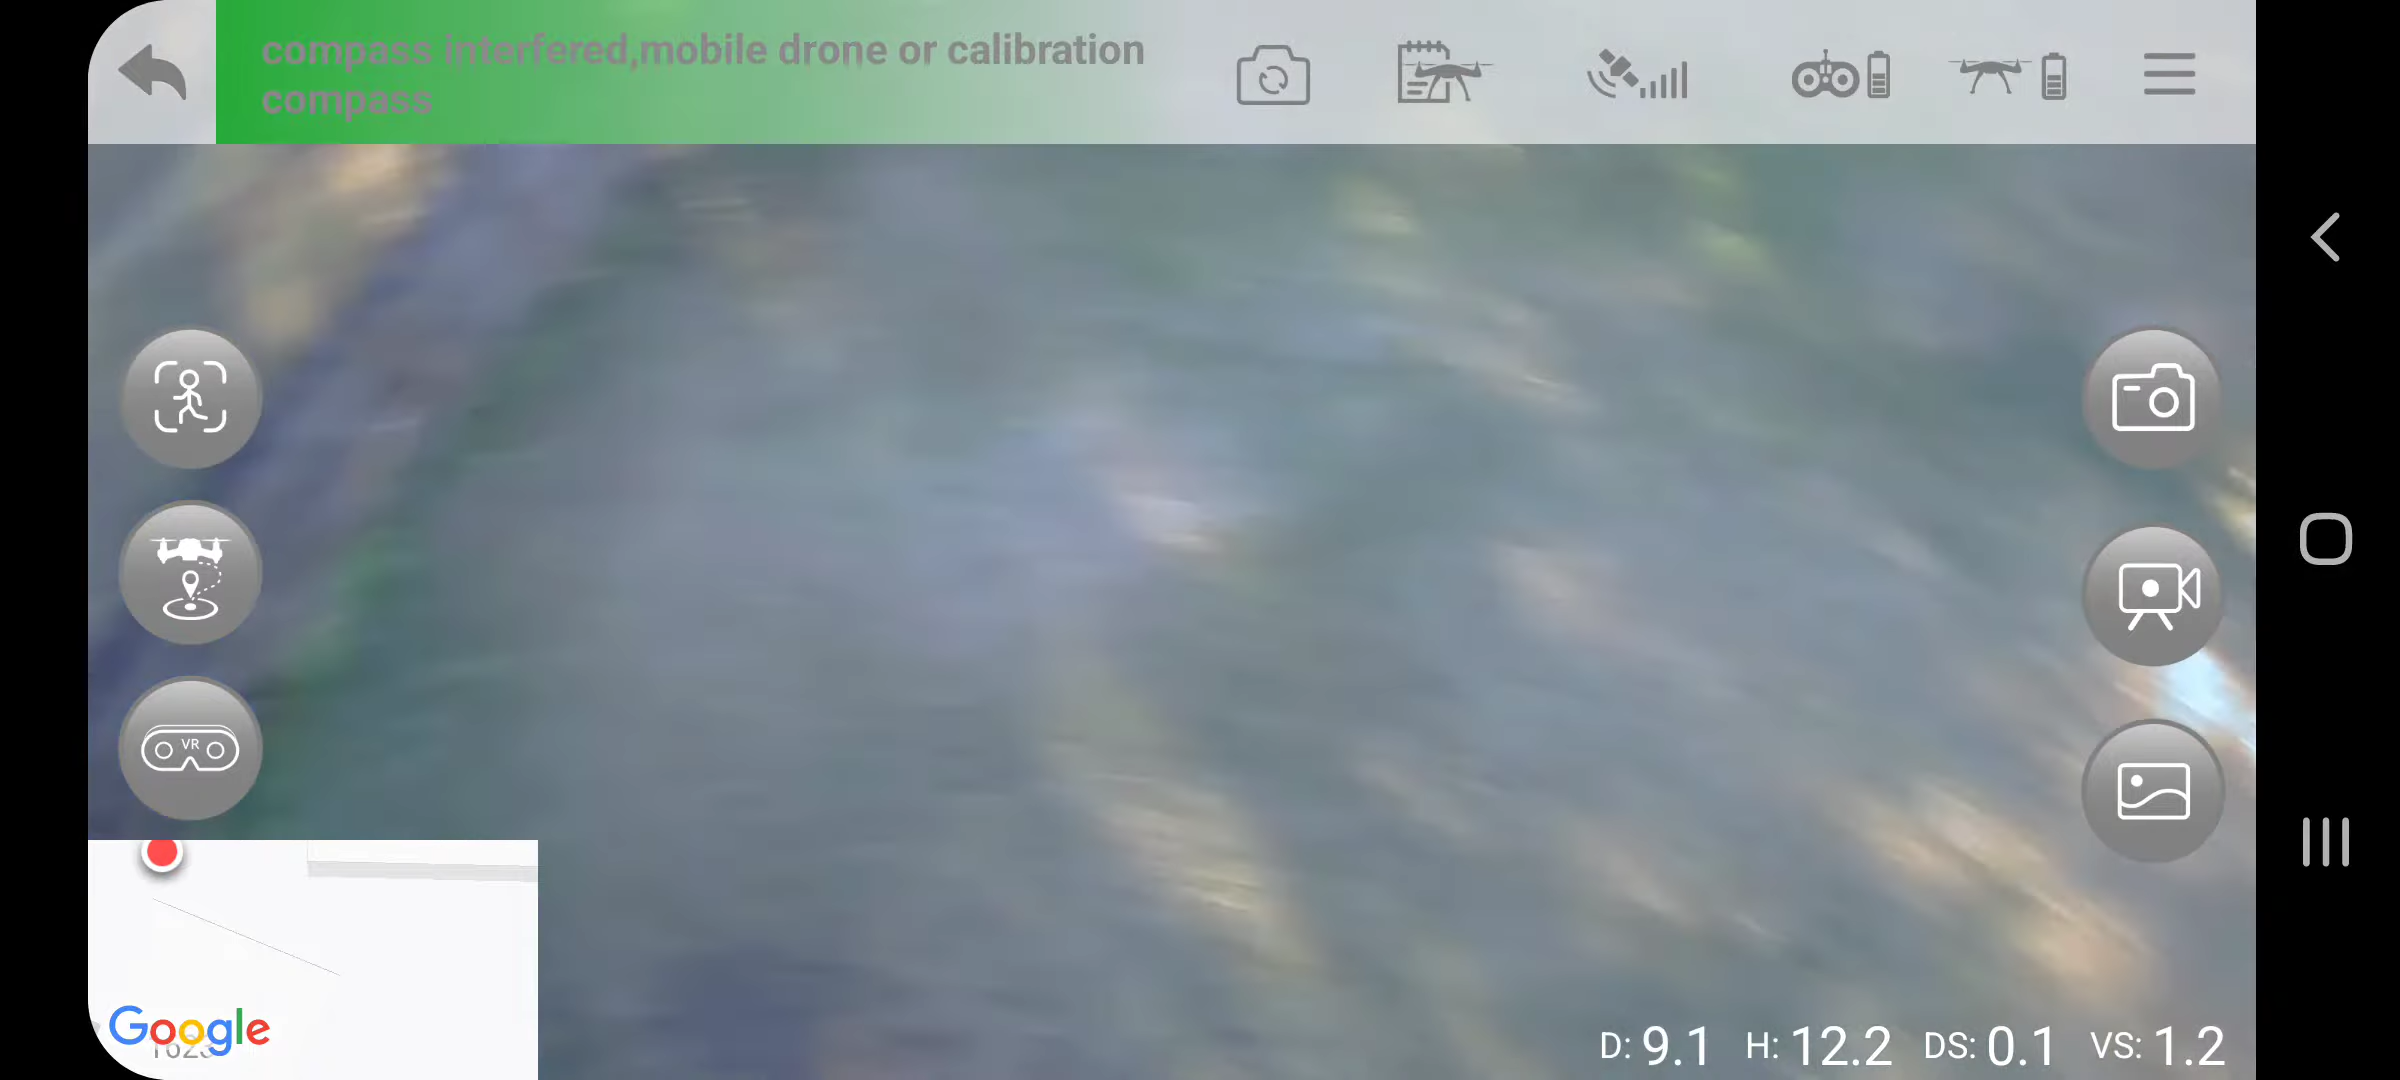 compass interfered,mobile drone or calibration
compass
VR
Google
D: 9.1 H: 12.2 DS: 0.1 VS: 1.2